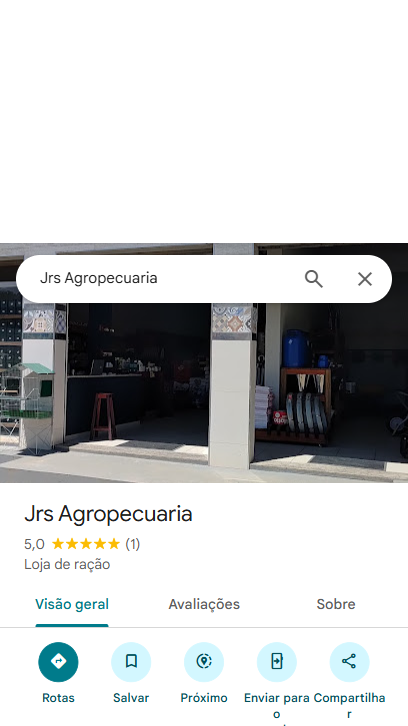 Jrs Agropecuaria
Jrs Agropecuaria
5,0 (1)
Loja de ração
Visão geral Avaliações Sobre
Rotas Salvar Próximo Enviar para Compartilha
o r